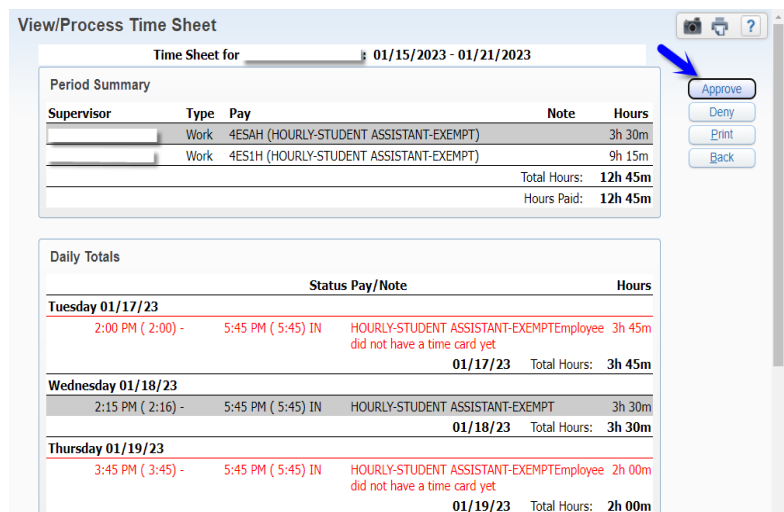 View/Process Time Sheet
?
Time Sheet for : 01/15/2023 - 01/21/2023
Period Summary
Supervisor Type Pay Note Hours
Work 4ESAH (HOURLY-STUDENT ASSISTANT-EXEMPT) 3h 30m
Work 4ES1H (HOURLY-STUDENT ASSISTANT-EXEMPT) 9h 15m
Total Hours: 12h 45m
Hours Paid: 12h 45m
Approve
Deny
Print
Back
Daily Totals
Status Pay/Note Hours
Tuesday 01/17/23
2:00 PM ( 2:00) - 5:45 PM ( 5:45) IN HOURLY-STUDENT ASSISTANT-EXEMPTEmployee 3h 45m
did not have a time card yet
01/17/23 Total Hours: 3h 45m
Wednesday 01/18/23
2:15 PM ( 2:16) - 5:45 PM ( 5:45) IN HOURLY-STUDENT ASSISTANT-EXEMPT 3h 30m
01/18/23 Total Hours: 3h 30m
Thursday 01/19/23
3:45 PM ( 3:45) - 5:45 PM ( 5:45) IN HOURLY-STUDENT ASSISTANT-EXEMPTEmployee 2h 00m
did not have a time card yet
01/19/23 Total Hours: 2h 00m